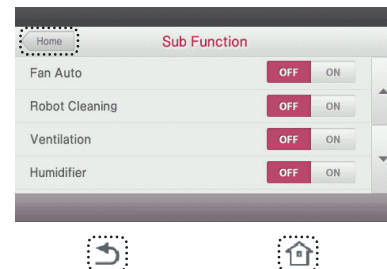 Home Sub Function
Fan Auto OFF ON
Robot Cleaning OFF ON
Ventilation OFF ON
Humidifier OFF ON